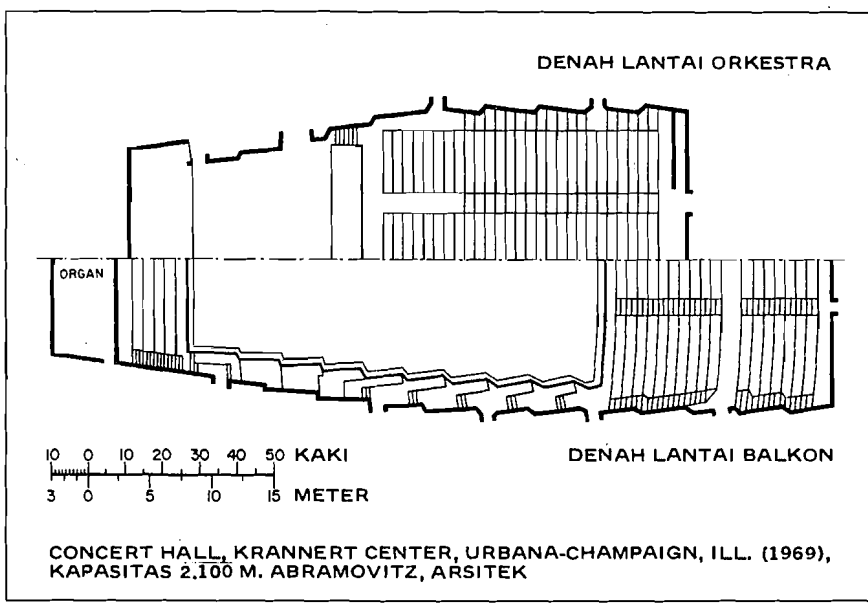 DENAH LANTAI ORKESTRA
ORGAN
DENAH LANTAI BALKON
10 0 10 20 30 40 50 KAKI
3 0 5 10 15 METER
CONCERT HALL, KRANNERT CENTER, URBANA-CHAMPAIGN, ILL. (1969),
KAPASITAS 2.100 M. ABRAMOVITZ, ARSITEK